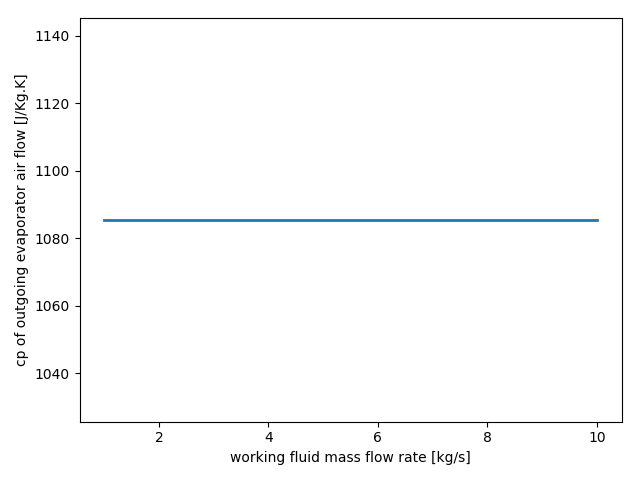 1140
1120
1100
1080
1060
1040
cp of outgoing evaporator air flow [J/Kg.K]
2 4 6 8 10
working fluid mass flow rate [kg/s]